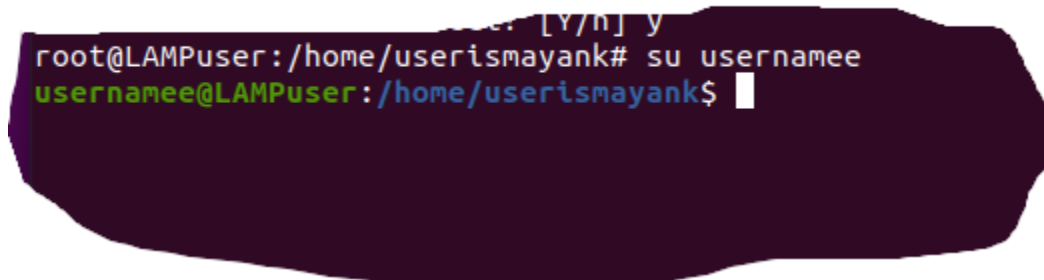 [Y/n] y
root@LAMPuser:/home/userismayank# su usernamee
usernamee@LAMPuser:/home/userismayank$